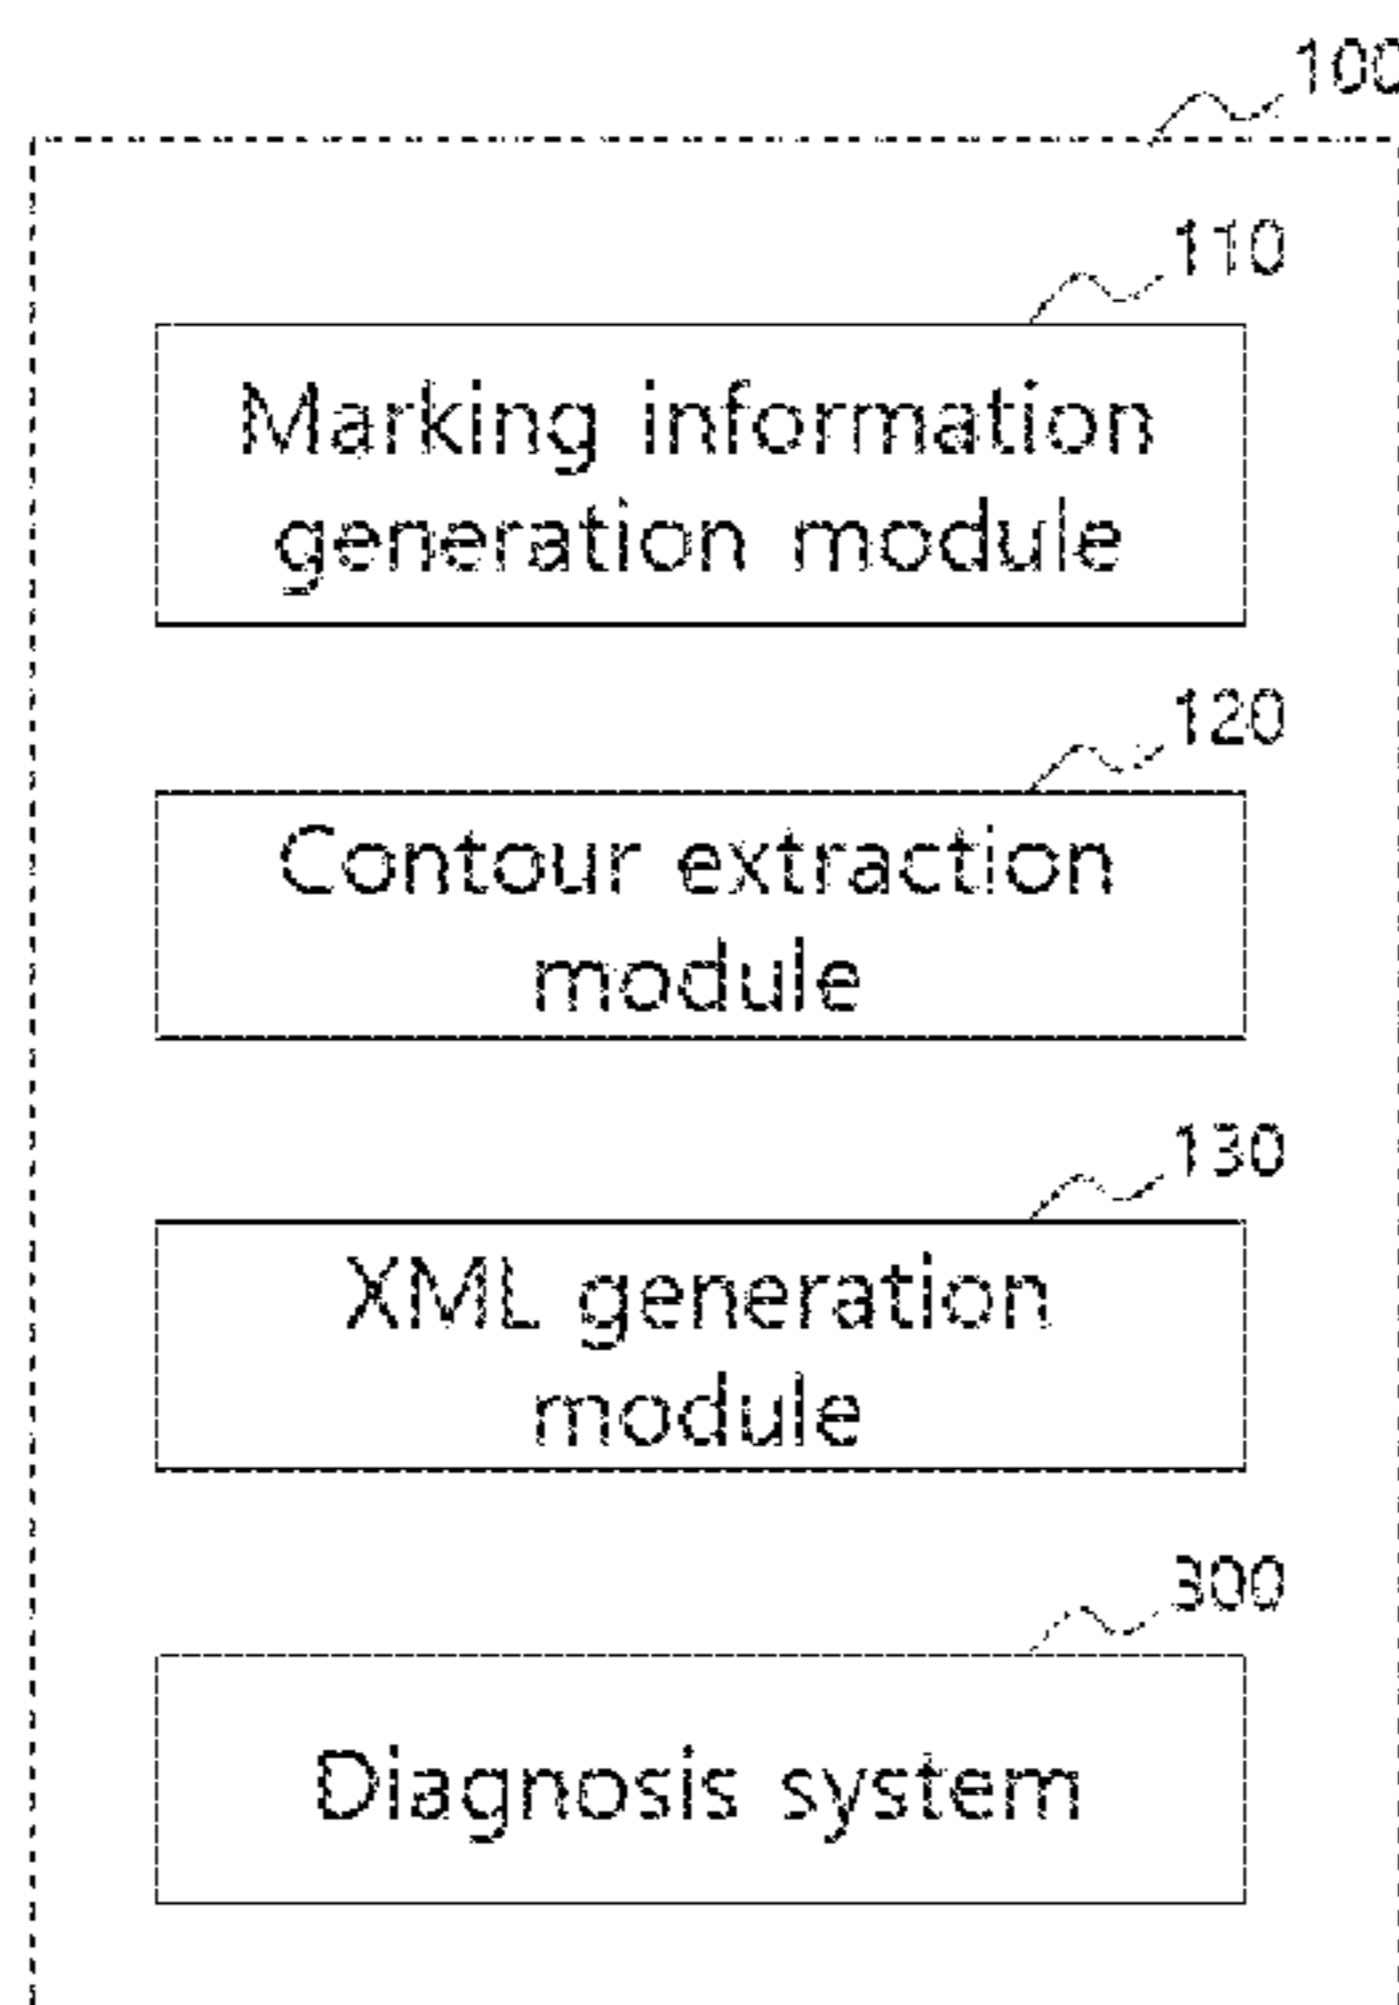 100
110
Marking information
generation module
120
Contour extraction
module
130
XML generation
module
300
Diagnosis system